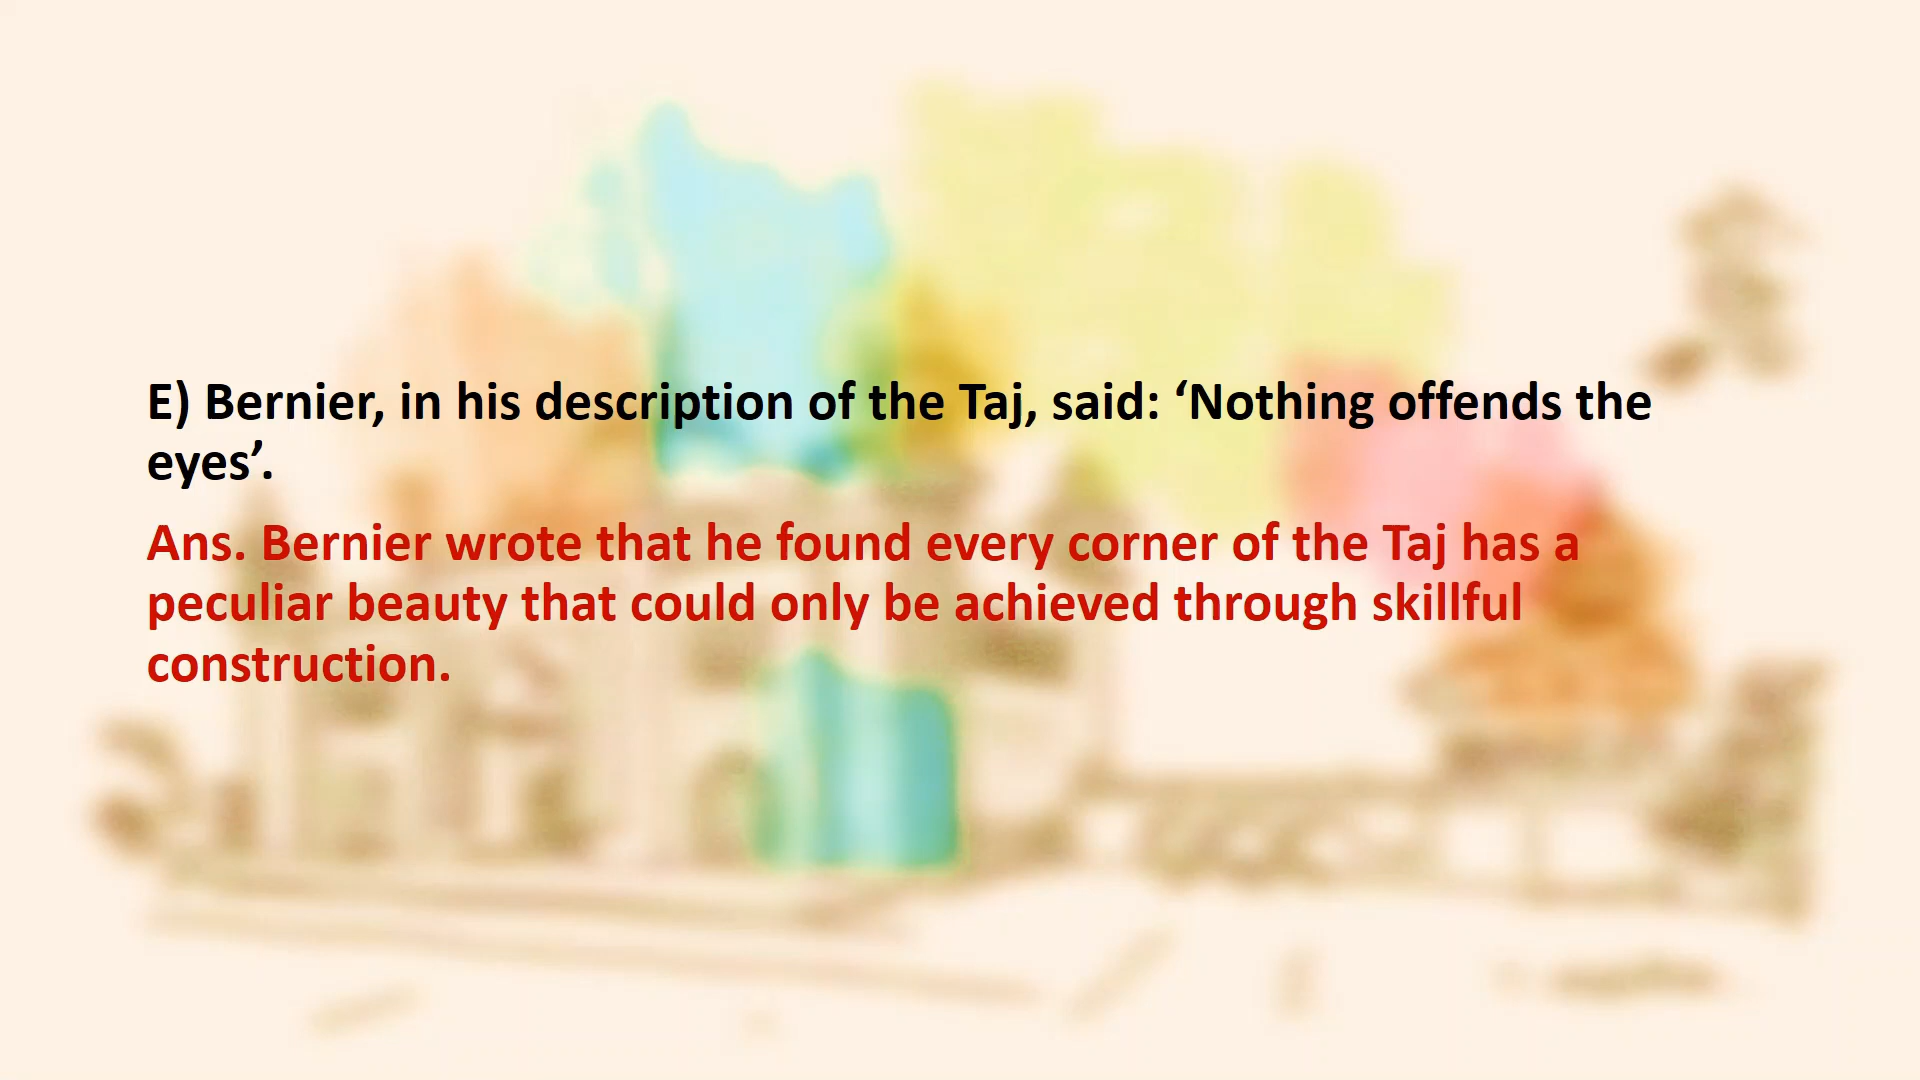 E) Bernier, in his description of the Taj, said: ‘Nothing offends the
eyes’.
Ans. Bernier wrote that he found every corner of the Taj has a
peculiar beauty that could only be achieved through skillful
construction.